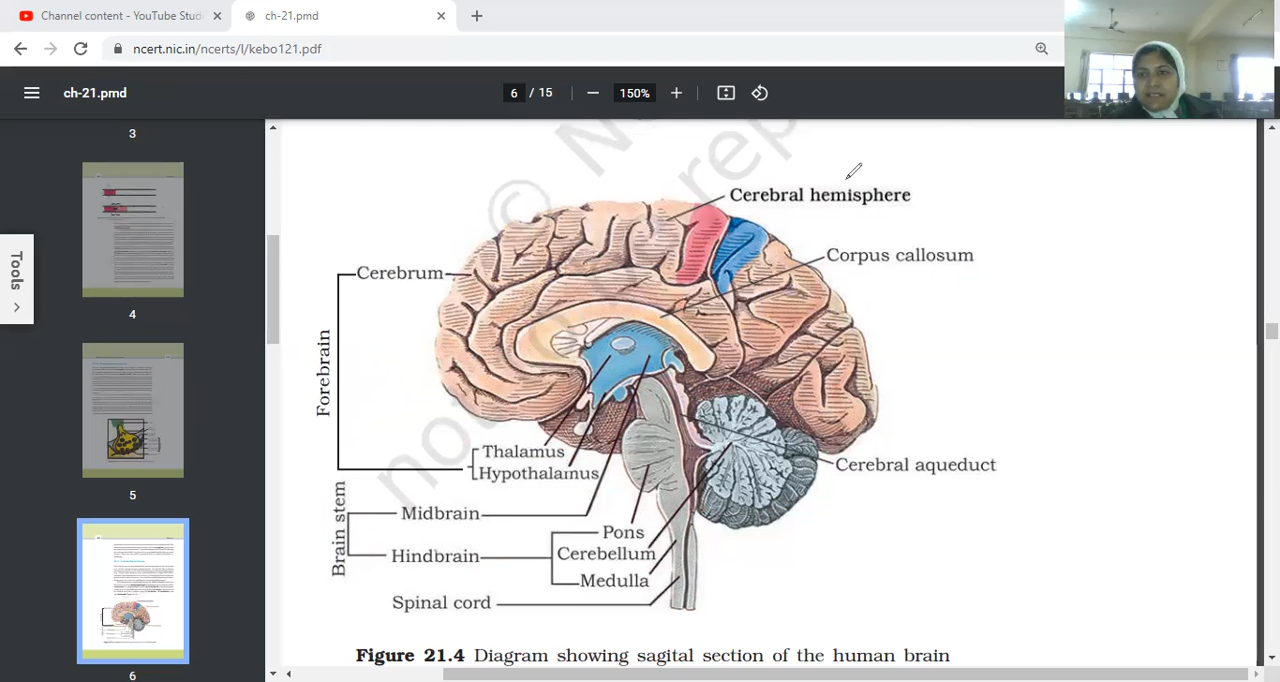 Channel content - YouTube Stud
ch-21.pmd
ncert.nic.in/ncerts/l/kebo121.pdf
ch-21.pmd
6 / 15
150%
3
4
5
6
Tools
Cerebral hemisphere
Corpus callosum
Cerebrum
Forebrain
Thalamus
Hypothalamus
Cerebral aqueduct
Brain stem
Midbrain
Pons
Hindbrain
Cerebellum
Medulla
Spinal cord
Figure 21.4 Diagram showing sagital section of the human brain
© N
rep
not